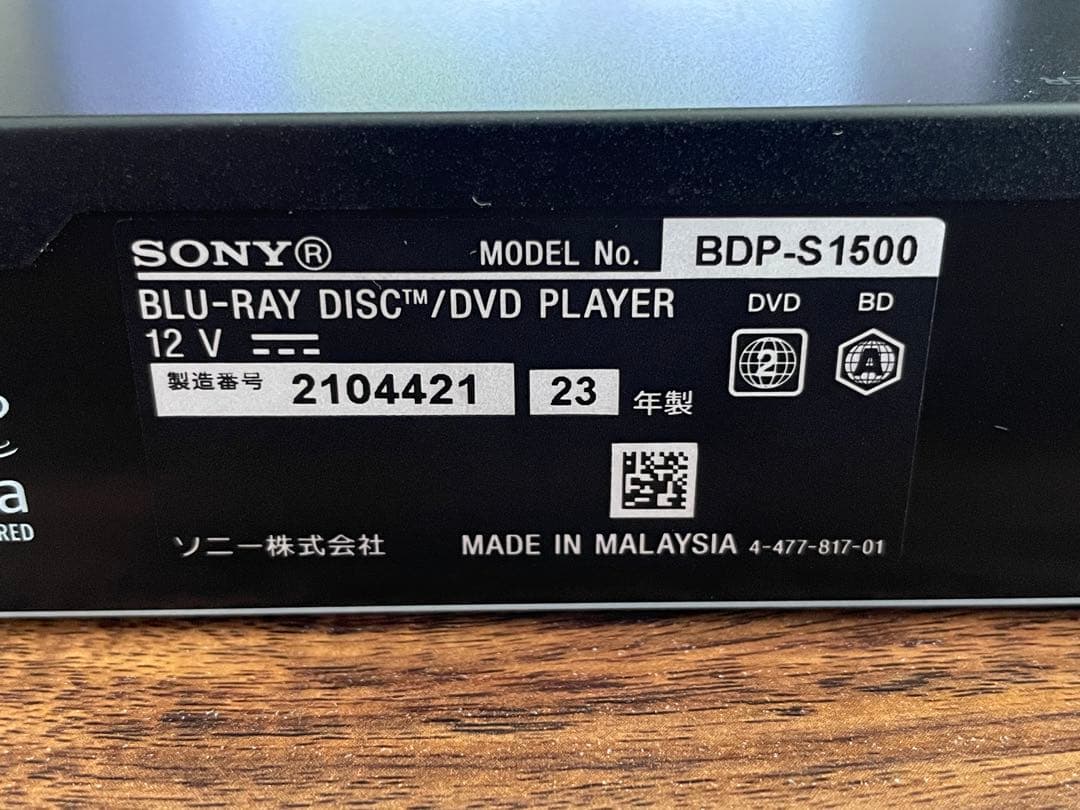 SONY® MODEL No. BDP-S1500
BLU-RAY DISC™/DVD PLAYER DVD BD
12 V
2 A
製造番号 2104421 23 年製
a
RED
ソニー株式会社 MADE IN MALAYSIA 4-477-817-01